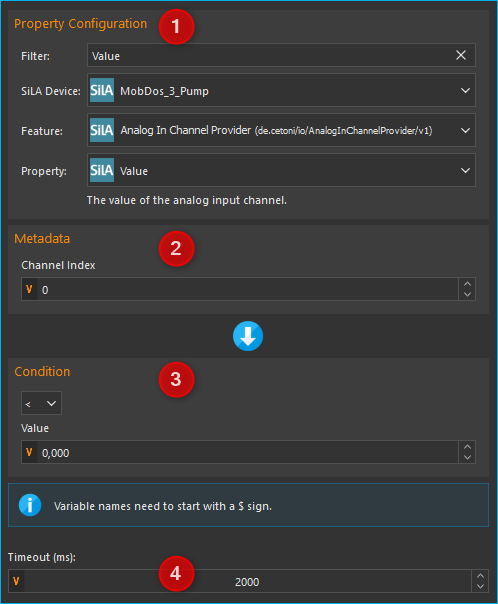 Property Configuration 1
Filter: Value
SiLA Device: SiLA MobDos_3_Pump
Feature: SiLA Analog In Channel Provider (de.cetoni/io/AnalogInChannelProvider/v1)
Property: SiLA Value
The value of the analog input channel.
Metadata 2
Channel Index
V 0
Condition 3
<
Value
V 0,000
i Variable names need to start with a $ sign.
Timeout (ms): 4
V 2000